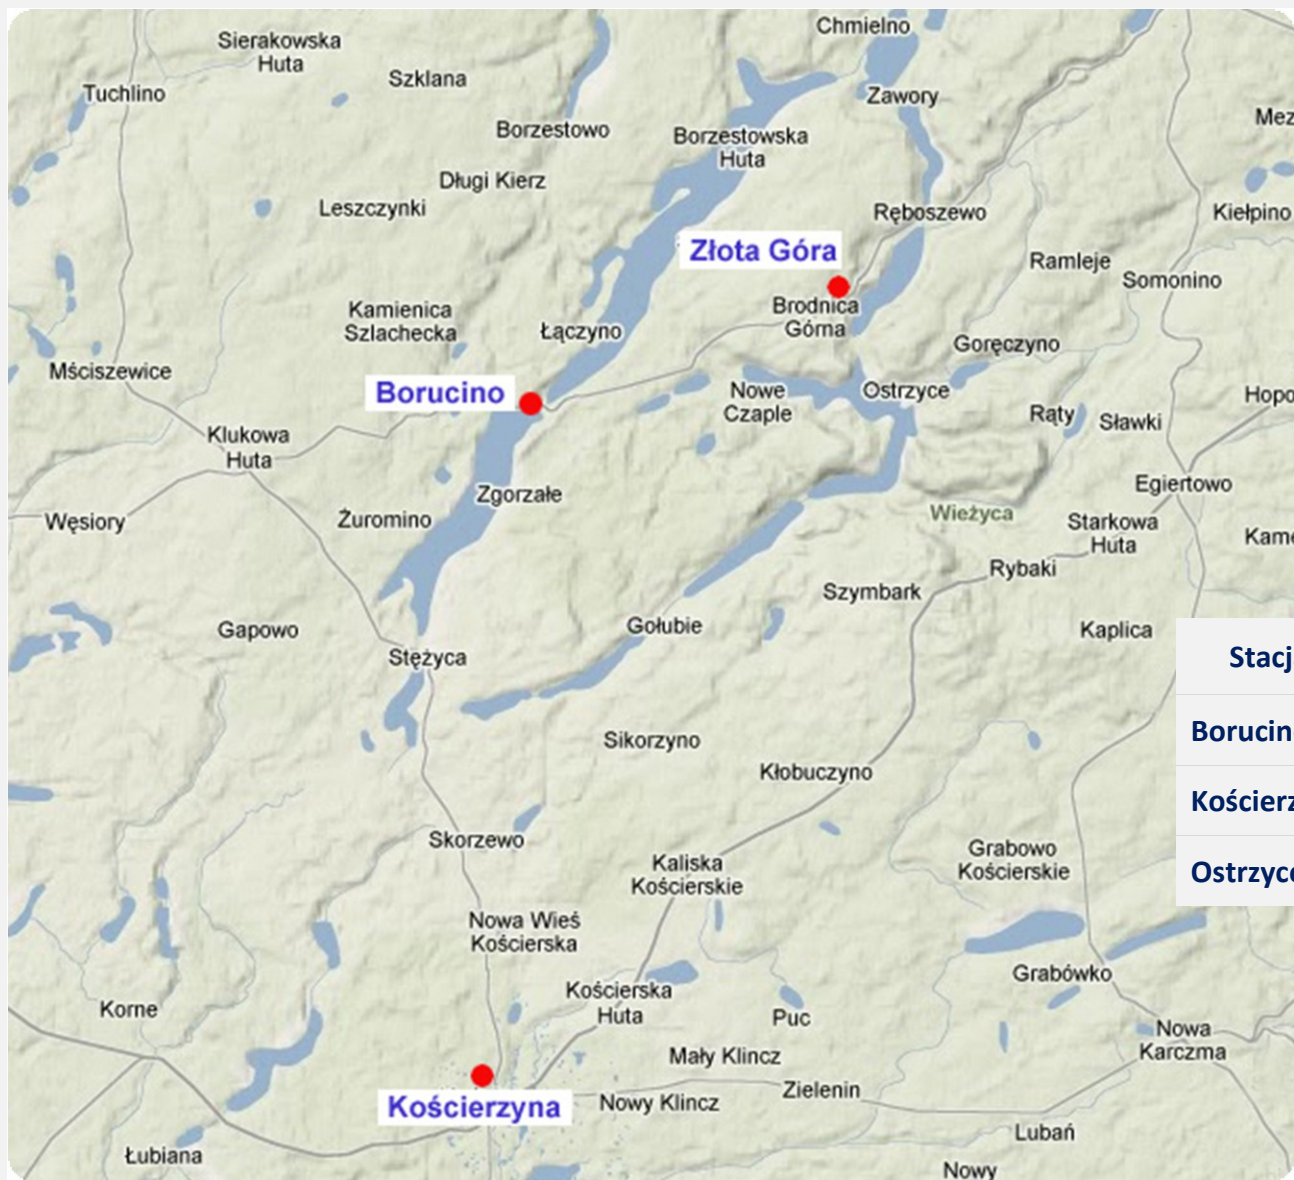 Chmielno
Sierakowska
Huta
Szklana
Tuchlino
Zawory
Mez
Borzestowo
Borzestowska
Huta
Długi Kierz
Leszczynki
Ręboszewo
Kiełpino
Złota Góra
Ramleje
Somonino
Kamienica
Szlachecka
Brodnica
Górna
Łączyno
Goręczyno
Mściszewice
Borucino
Nowe
Czaple
Ostrzyce
Hopo
Rąty
Sławki
Klukowa
Huta
Egiertowo
Zgorzałe
Wieżyca
Węsiory
Żuromino
Starkowa
Huta
Kame
Rybaki
Szymbark
Gapowo
Gołubie
Kaplica
Stężyca
Stacj
Borucin
Kościerz
Ostrzyce
Sikorzyno
Kłobuczyno
Skorzewo
Kaliska
Kościerskie
Grabowo
Kościerskie
Nowa Wieś
Kościerska
Grabówko
Kościerska
Huta
Korne
Puc
Nowa
Karczma
Mały Klincz
Zielenin
Kościerzyna
Nowy Klincz
Lubań
Łubiana
Nowy